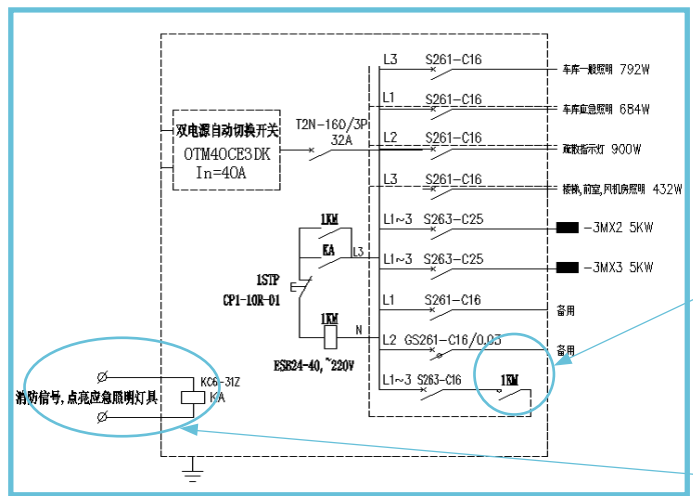 L3 S261-C16 车库一般照明 792W
L1 S261-C16 车库应急照明 684W
双电源自动切换开关
OTM40CE3DK
In=40A
T2N-160/3P
32A
L2 S261-C16 疏散指示灯 900W
L3 S261-C16 楼梯,前室,风机房照明 432W
L1~3 S263-C25 -3MX2 5KW
L1~3 S263-C25 -3MX3 5KW
1KM
KA
L3
1STP
CP1-10R-01
E
L1 S261-C16 备用
1KM
N
L2 GS261-C16/0.03 备用
ESB24-40,~220V
L1~3 S263-C16 1KM
KC6-31Z
KA
消防信号,点亮应急照明灯具